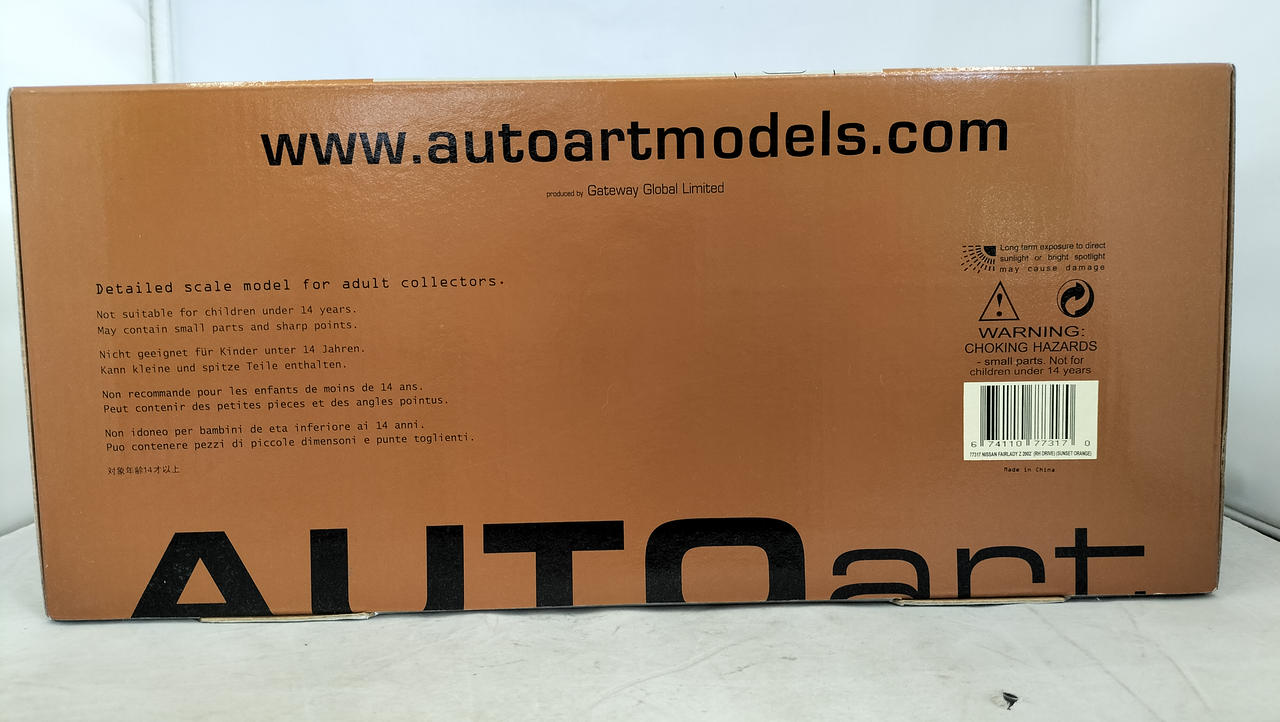 www.autoartmodels.com
produced by Gateway Global Limited
Detailed scale model for adult collectors.
Not suitable for children under 14 years.
May contain small parts and sharp points.
Nicht geeignet für Kinder unter 14 Jahren.
Kann kleine und spitze Teile enthalten.
Non recommande pour les enfants de moins de 14 ans.
Peut contenir des petites pieces et des angles pointus.
Non idoneo per bambini de eta inferiore ai 14 anni.
Puo contenere pezzi di piccole dimensoni e punte toglienti.
対象年齢14才以上
Long term exposure to direct
sunlight or bright spotlight
may cause damage
WARNING:
CHOKING HAZARDS
- small parts. Not for
children under 14 years
6 74110 77317 0
77317 NISSAN FAIRLADY Z 2002' (RH DRIVE) (SUNSET ORANGE)
Made in China
AUTOart.